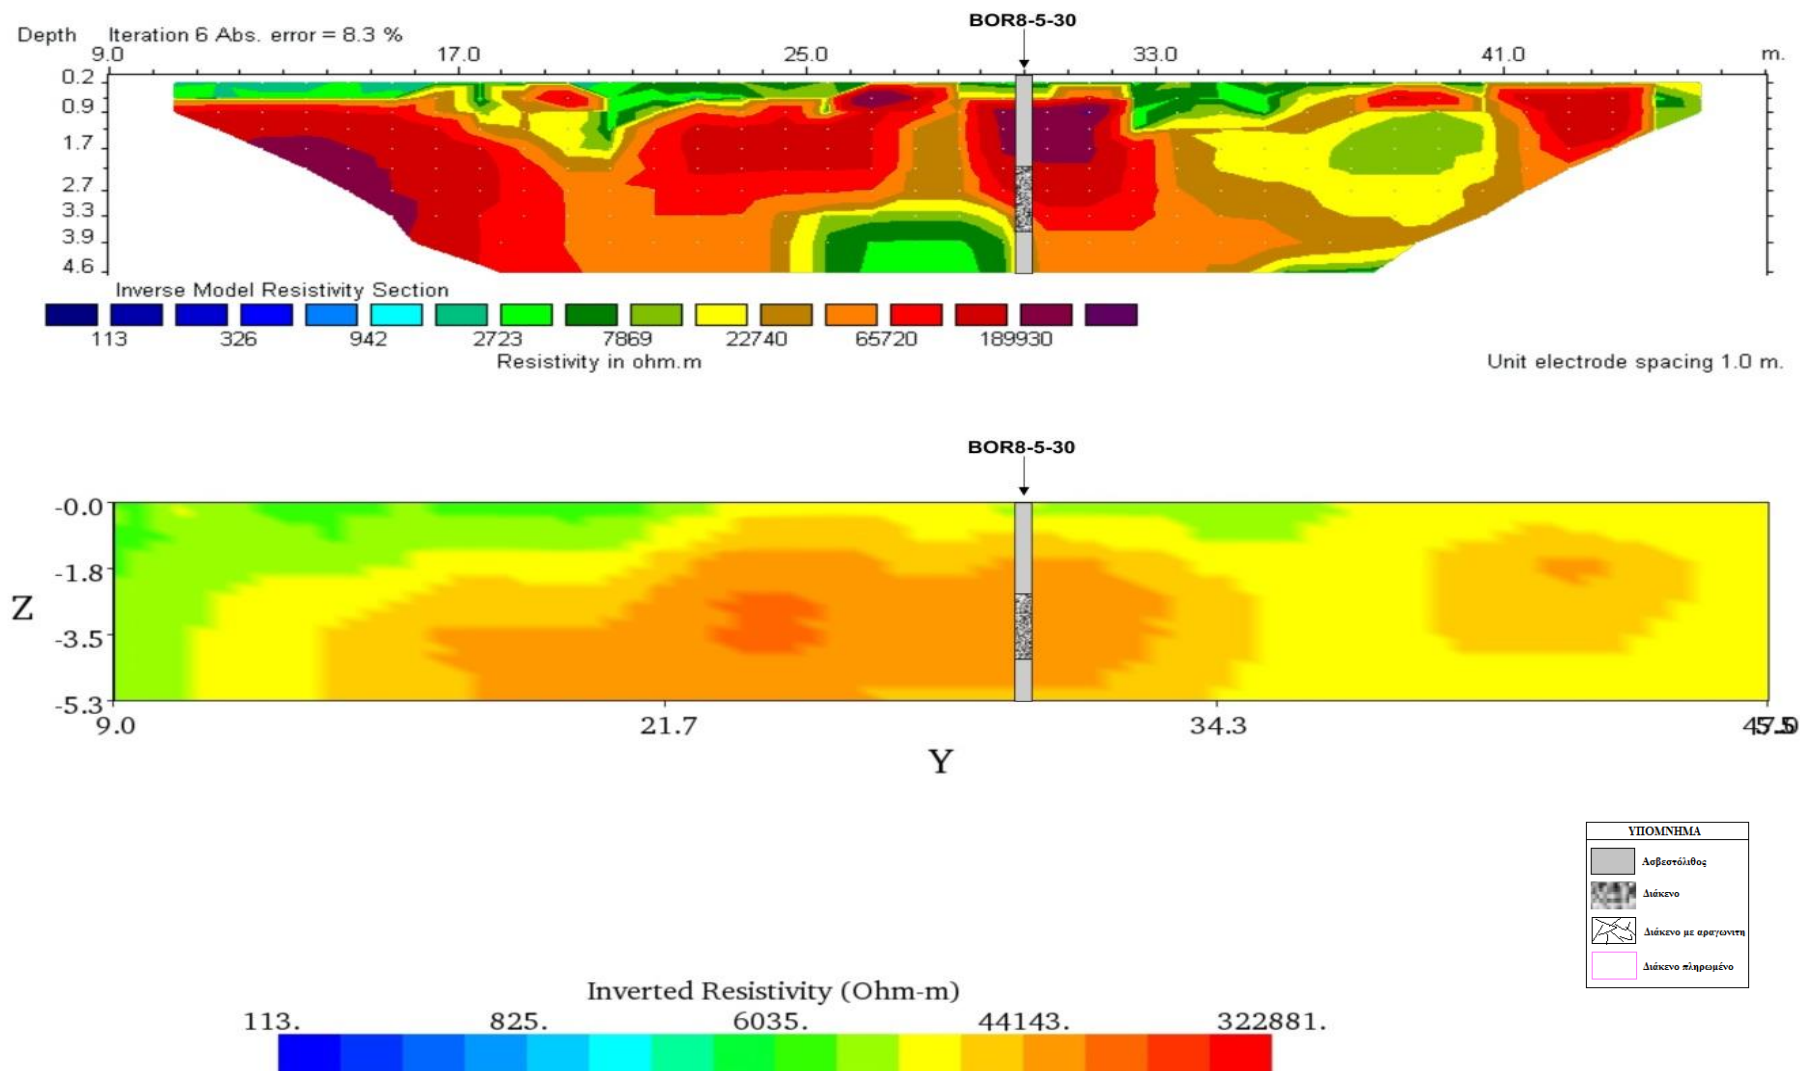 BOR8-5-30
Depth Iteration 6 Abs. error = 8.3 %
9.0 17.0 25.0 33.0 41.0 m.
0.2
0.9
1.7
2.7
3.3
3.9
4.6
Inverse Model Resistivity Section
113 326 942 2723 7869 22740 65720 189930
Resistivity in ohm.m
Unit electrode spacing 1.0 m.
BOR8-5-30
-0.0
-1.8
Z
-3.5
-5.3
9.0 21.7 34.3
Y
ΥΠΟΜΝΗΜΑ
Ασβεστόλιθος
Διάκενο
Διάκενο με αραγωνιτη
Διάκενο πληρωμένο
Inverted Resistivity (Ohm-m)
113. 825. 6035. 44143. 322881.